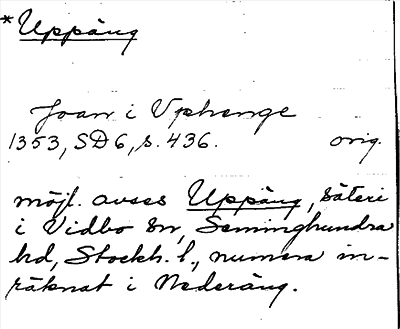 *Uppäng
Joan i Vphenge
1353, SD 6, s. 436. orig.
möjl. avses Uppäng, säteri
i Vidbo sn, Seminghundra
hd, Stockh. l., numera in-
räknat i Nederäng.